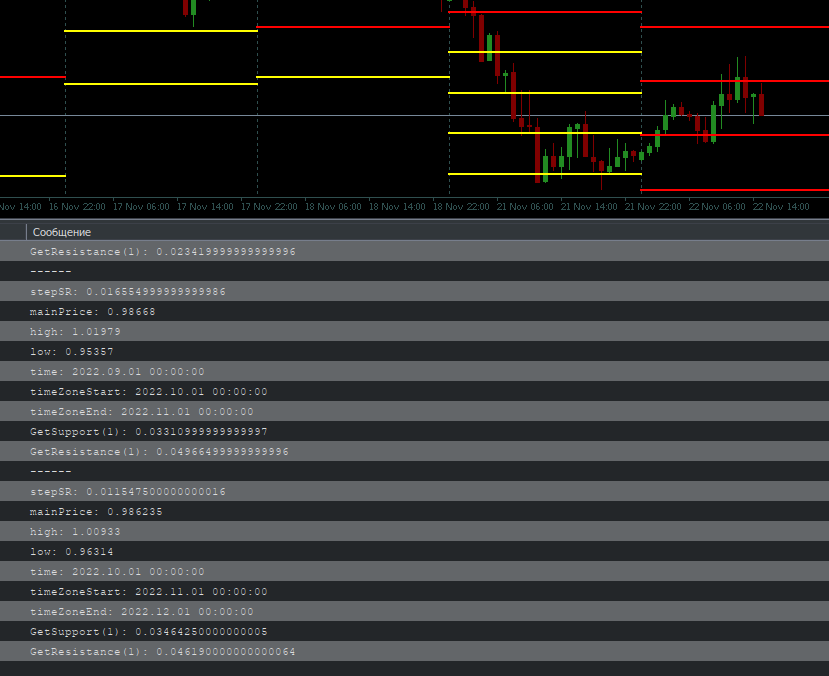 Nov 14:00 16 Nov 22:00 17 Nov 06:00 17 Nov 14:00 17 Nov 22:00 18 Nov 06:00 18 Nov 14:00 18 Nov 22:00 21 Nov 06:00 21 Nov 14:00 21 Nov 22:00 22 Nov 06:00 22 Nov 14:00
Сообщение
GetResistance(1): 0.023419999999999996
------
stepSR: 0.016554999999999986
mainPrice: 0.98668
high: 1.01979
low: 0.95357
time: 2022.09.01 00:00:00
timeZoneStart: 2022.10.01 00:00:00
timeZoneEnd: 2022.11.01 00:00:00
GetSupport(1): 0.03310999999999997
GetResistance(1): 0.04966499999999996
------
stepSR: 0.011547500000000016
mainPrice: 0.986235
high: 1.00933
low: 0.96314
time: 2022.10.01 00:00:00
timeZoneStart: 2022.11.01 00:00:00
timeZoneEnd: 2022.12.01 00:00:00
GetSupport(1): 0.03464250000000005
GetResistance(1): 0.046190000000000064